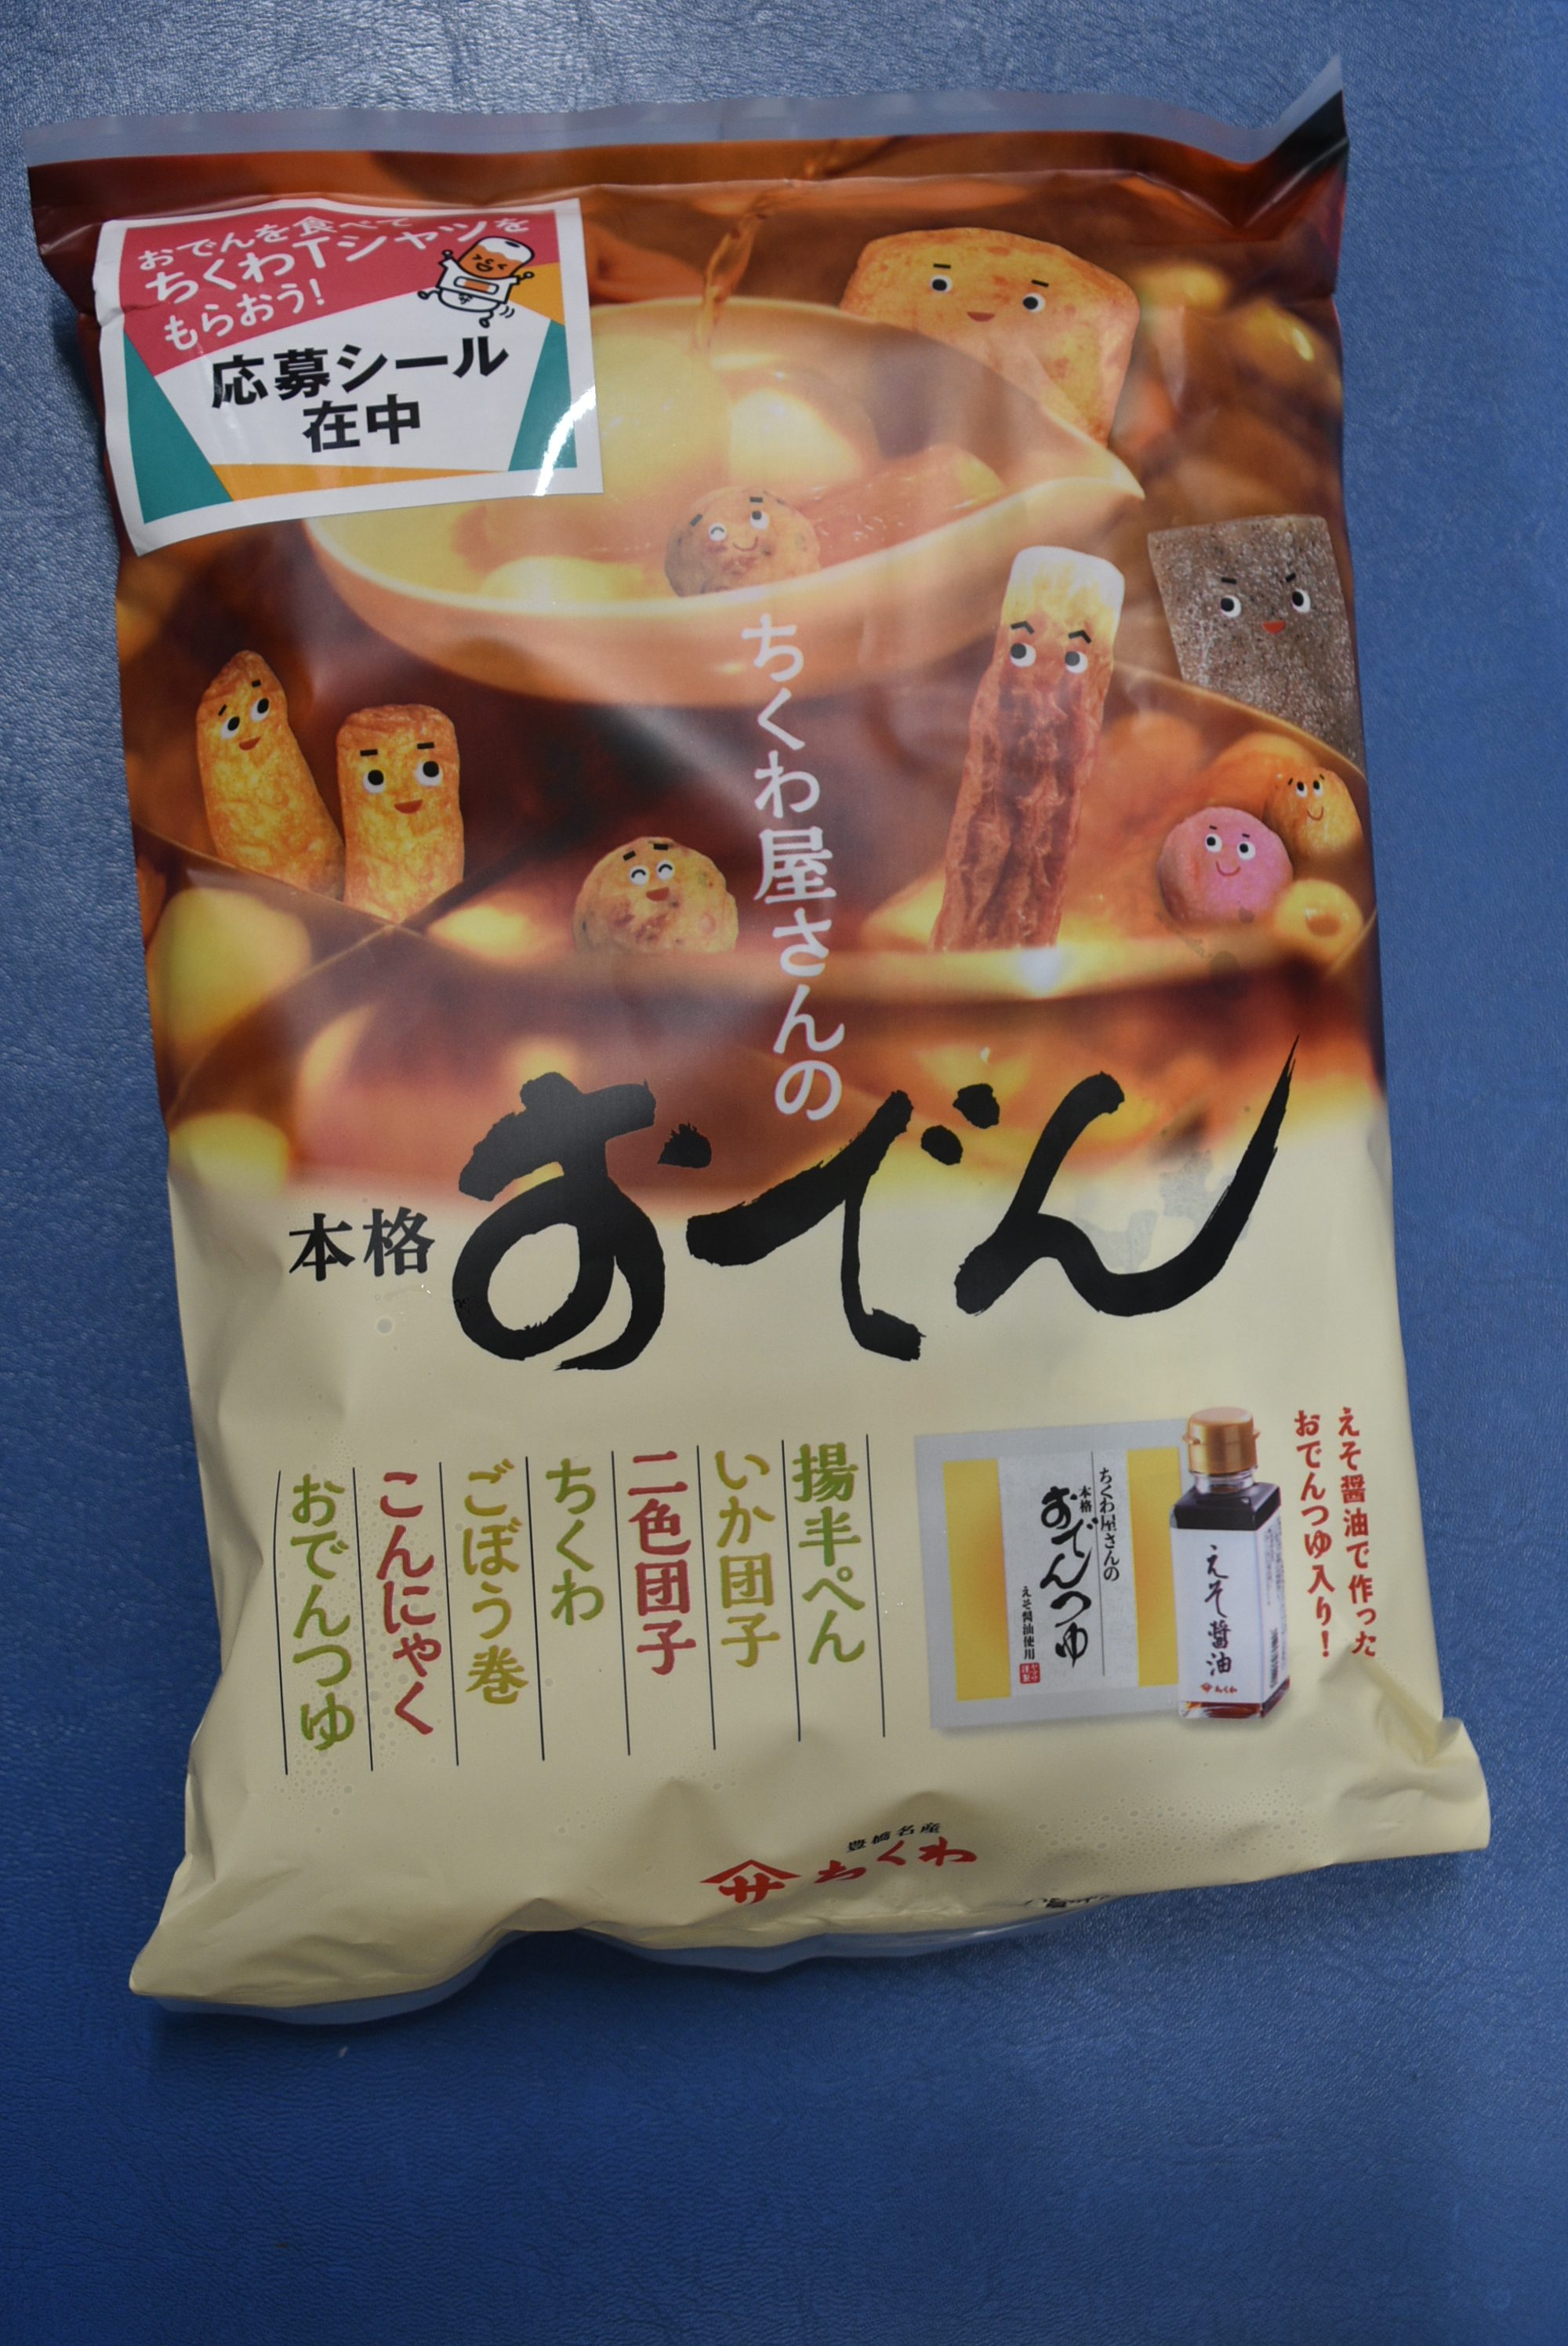 おでんを食べて
ちくわTシャツを
もらおう!
応募シール
在中
ちくわ屋さんの
本格
おでん
揚半ぺん
いか団子
二色団子
ちくわ
ごぼう巻
こんにゃく
おでんつゆ
えそ醤油で作った
おでんつゆ入り!
ちくわ屋さんの
本格
おでんつゆ
えそ醤油使用
えそ醤油
ちくわ
豊橋名産
サ ちくわ